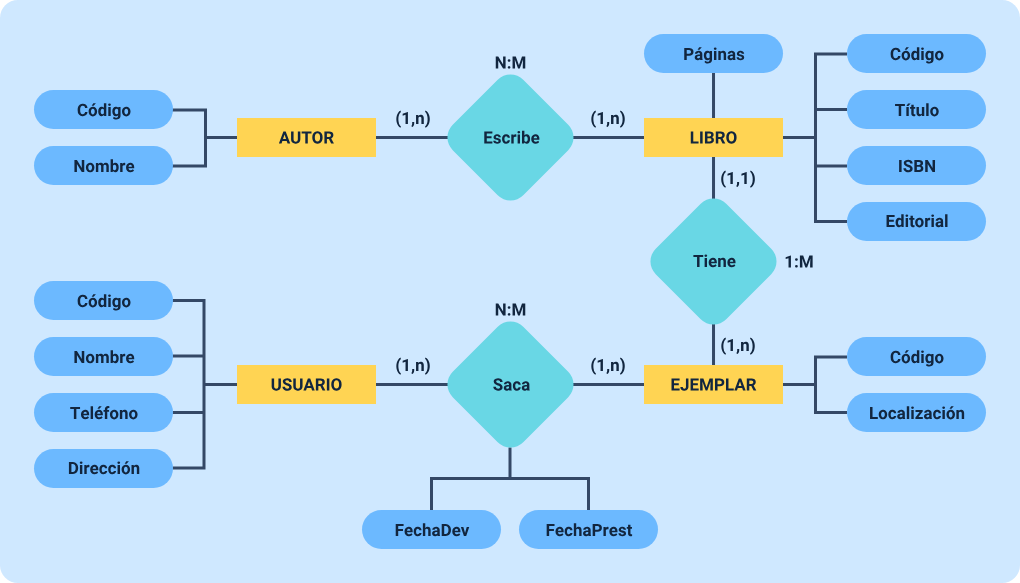 N:M
Páginas
Código
Código
(1,n)
(1,n)
Título
AUTOR
Escribe
LIBRO
Nombre
ISBN
(1,1)
Editorial
Tiene
1:M
Código
N:M
(1,n)
Nombre
Código
(1,n)
(1,n)
USUARIO
Saca
EJEMPLAR
Teléfono
Localización
Dirección
FechaDev
FechaPrest